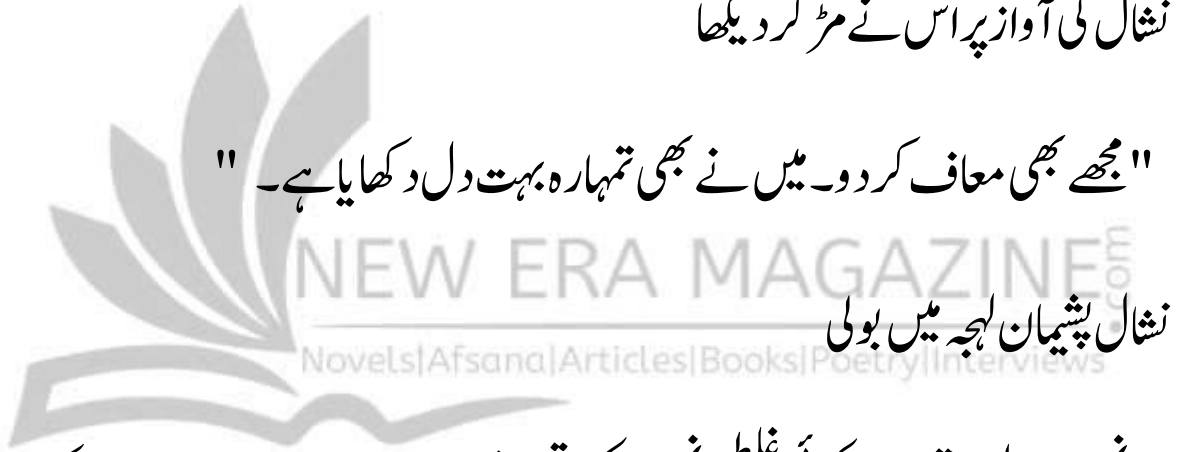 نشال کی آواز پر اس نے مڑ کر دیکھا
"مجھے بھی معاف کر دو۔ میں نے بھی تمہارہ بہت دل دکھایا ہے۔"
NEW ERA MAGAZINE.com
نشال پشیمان لہجہ میں بولی
Novels|Afsana|Articles|Books|Poetry|Interviews